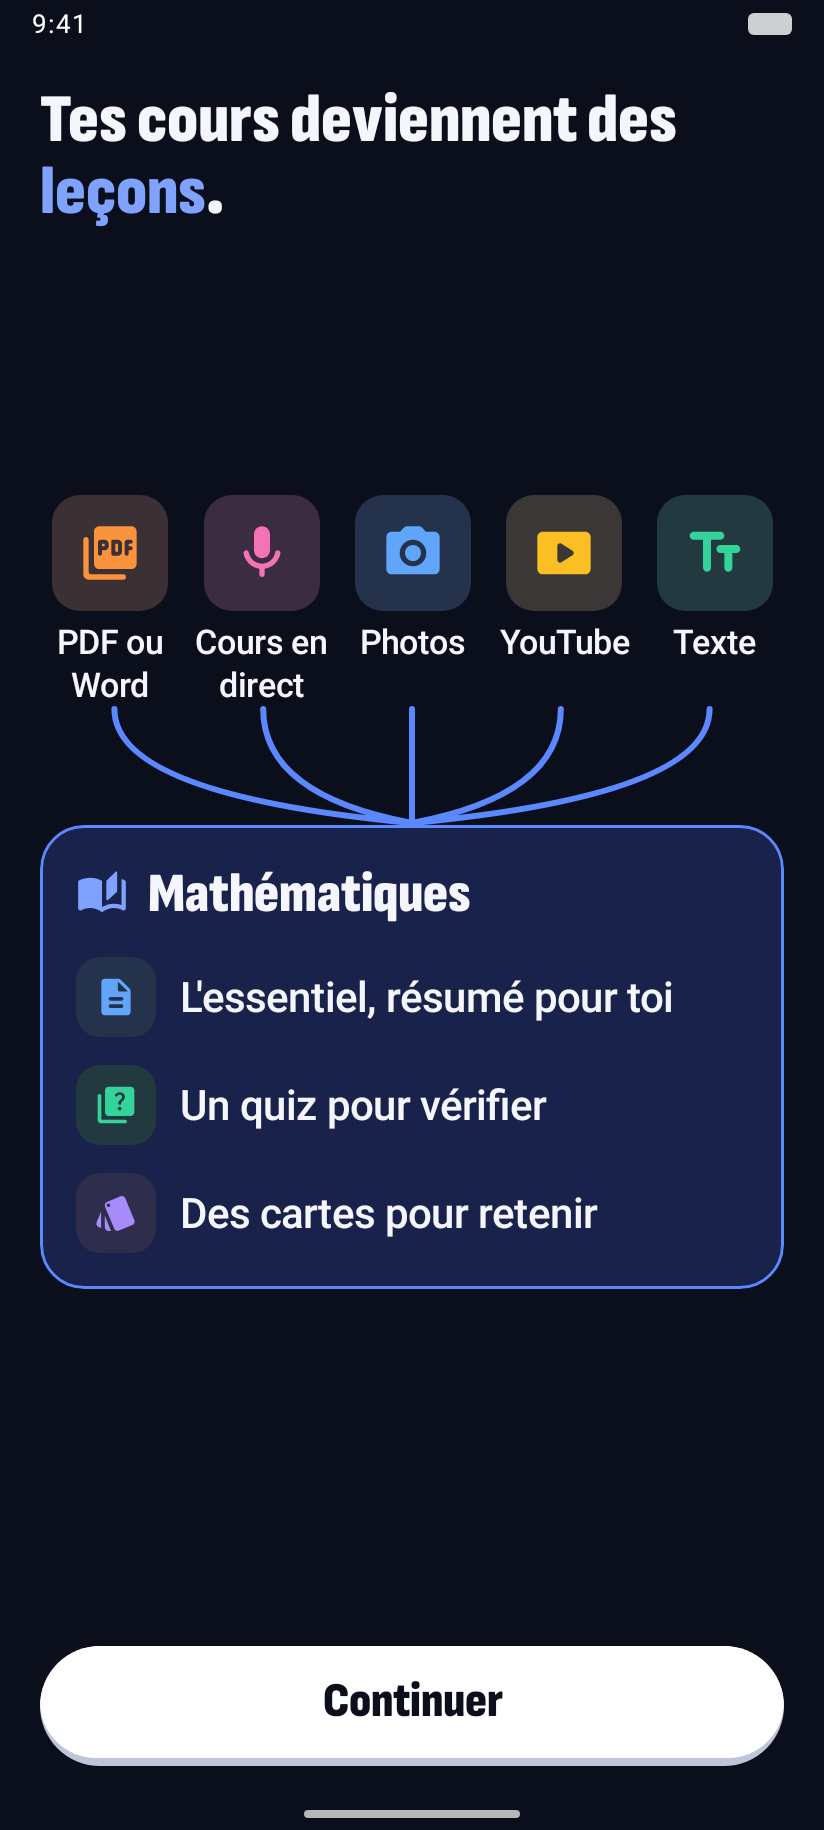 9:41
Tes cours deviennent des
leçons.
PDF
PDF ou
Word
Cours en
direct
Photos
YouTube
Tt
Texte
Mathématiques
L'essentiel, résumé pour toi
?
Un quiz pour vérifier
Des cartes pour retenir
Continuer